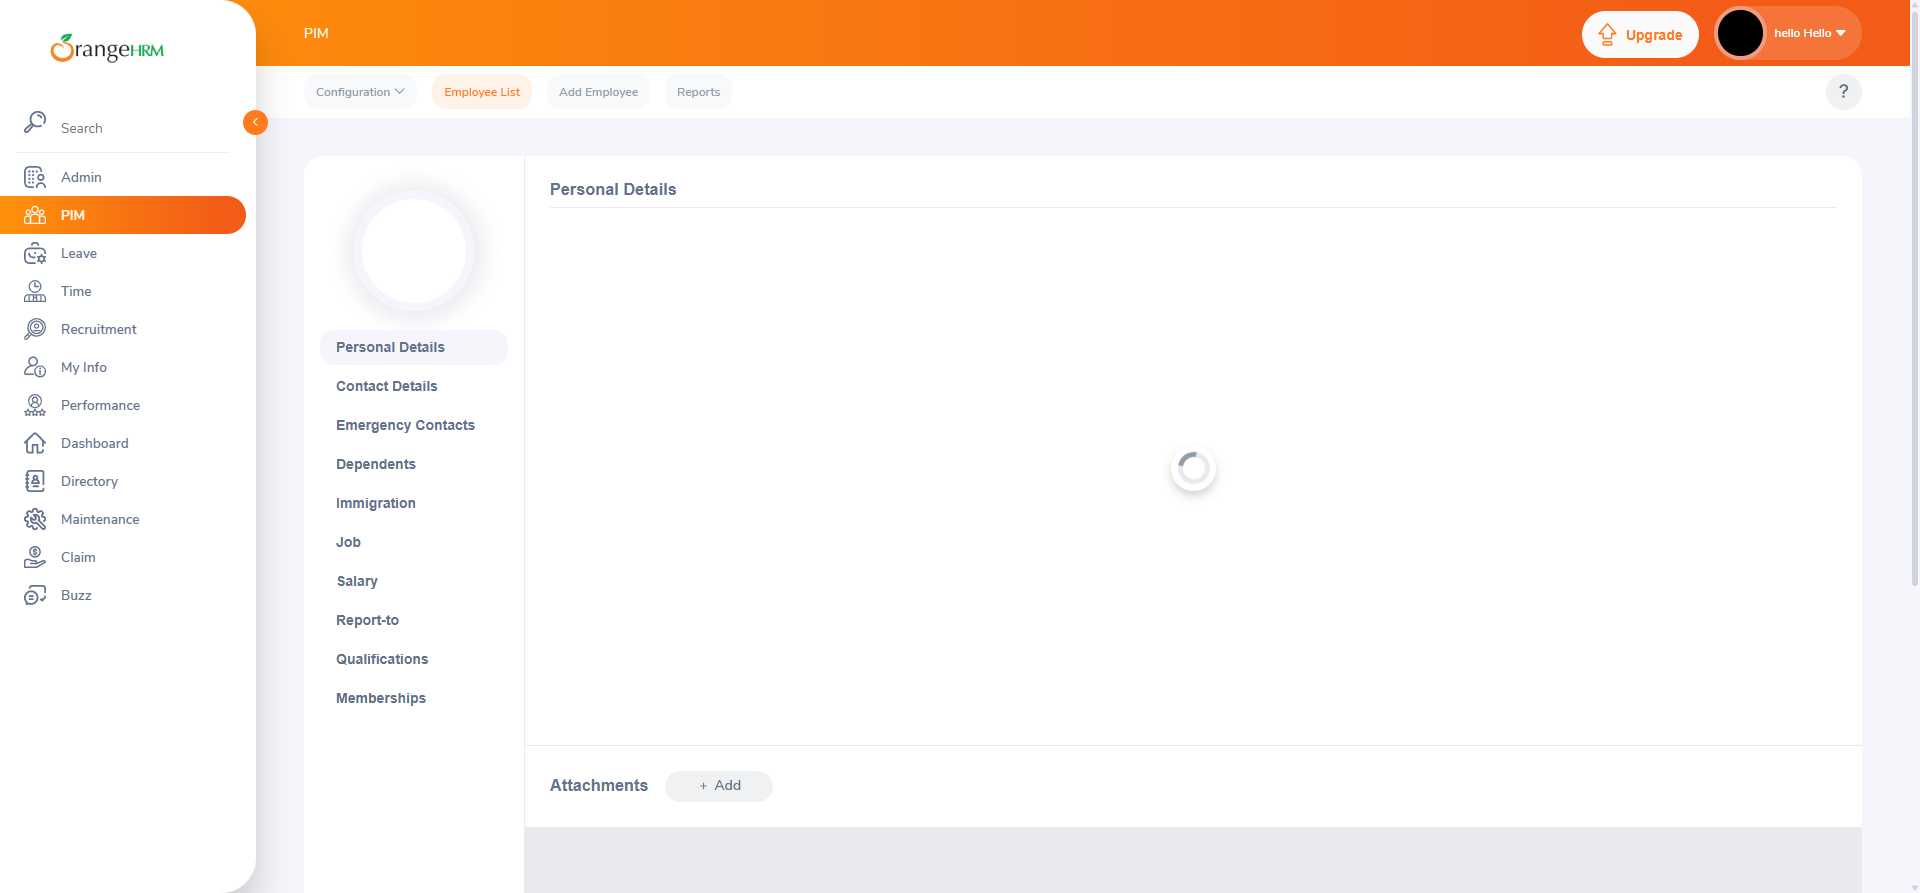 OrangeHRM
PIM
Upgrade
hello Hello
Configuration
Employee List
Add Employee
Reports
?
Search
Admin
PIM
Leave
Time
Recruitment
My Info
Performance
Dashboard
Directory
Maintenance
Claim
Buzz
Personal Details
Contact Details
Emergency Contacts
Dependents
Immigration
Job
Salary
Report-to
Qualifications
Memberships
Personal Details
Attachments
+ Add